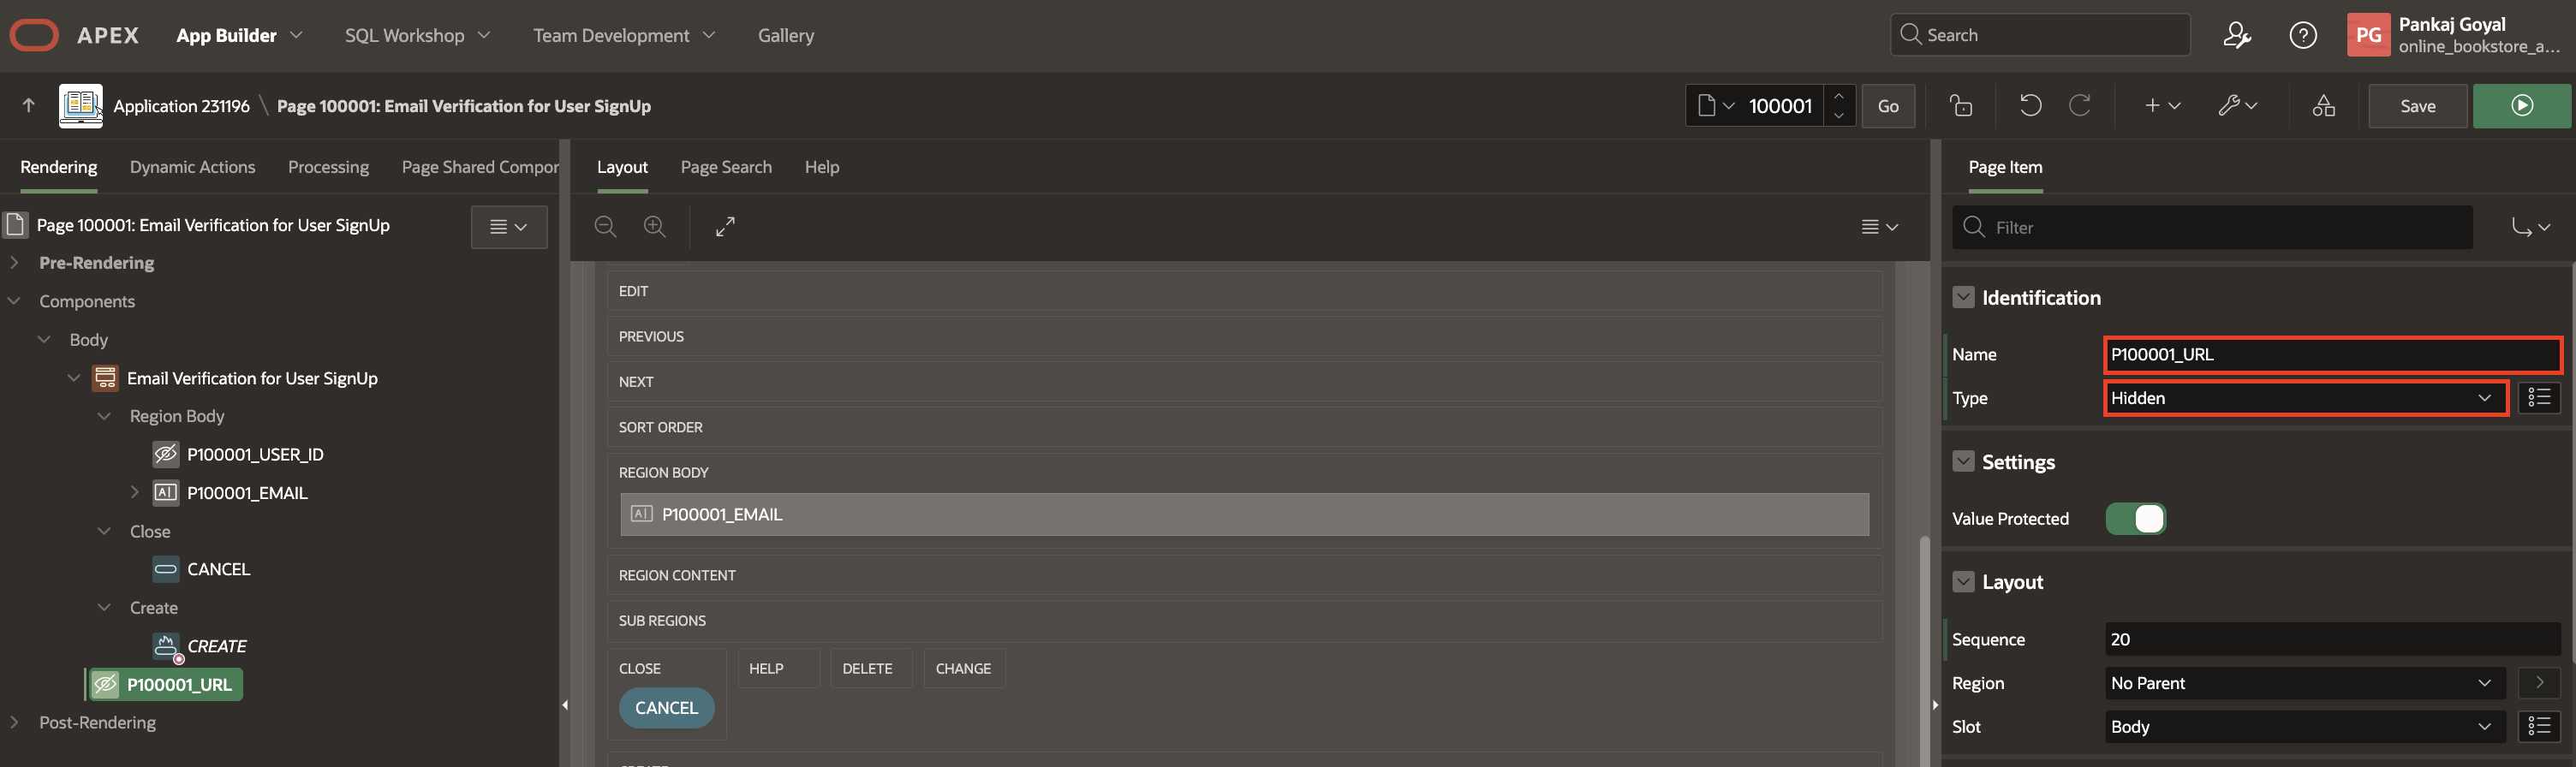 APEX App Builder SQL Workshop Team Development Gallery Search PG Pankaj Goyal
online_bookstore_a...
Application 231196 \ Page 100001: Email Verification for User SignUp 100001 Go Save
Rendering Dynamic Actions Processing Page Shared Compor
Layout Page Search Help
Page Item
Page 100001: Email Verification for User SignUp
Pre-Rendering
Components
Body
Email Verification for User SignUp
Region Body
P100001_USER_ID
P100001_EMAIL
Close
CANCEL
Create
CREATE
P100001_URL
Post-Rendering
EDIT
PREVIOUS
NEXT
SORT ORDER
REGION BODY
A| P100001_EMAIL
REGION CONTENT
SUB REGIONS
CLOSE HELP DELETE CHANGE
CANCEL
Filter
Identification
Name P100001_URL
Type Hidden
Settings
Value Protected
Layout
Sequence 20
Region No Parent
Slot Body